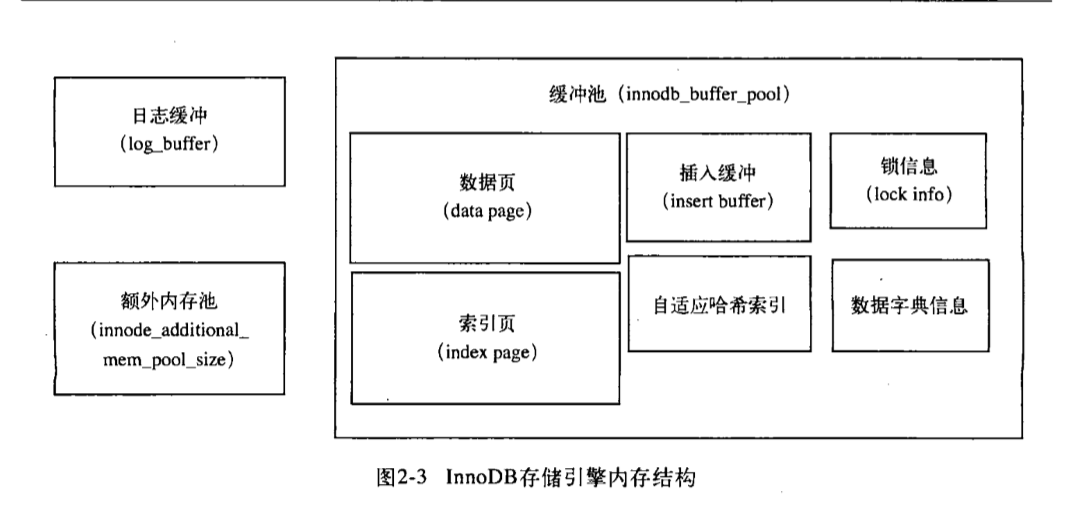 日志缓冲
(log_buffer)
额外内存池
(innode_additional_
mem_pool_size)
缓冲池 (innodb_buffer_pool)
数据页
(data page)
索引页
(index page)
插入缓冲
(insert buffer)
自适应哈希索引
锁信息
(lock info)
数据字典信息
图2-3 InnoDB存储引擎内存结构